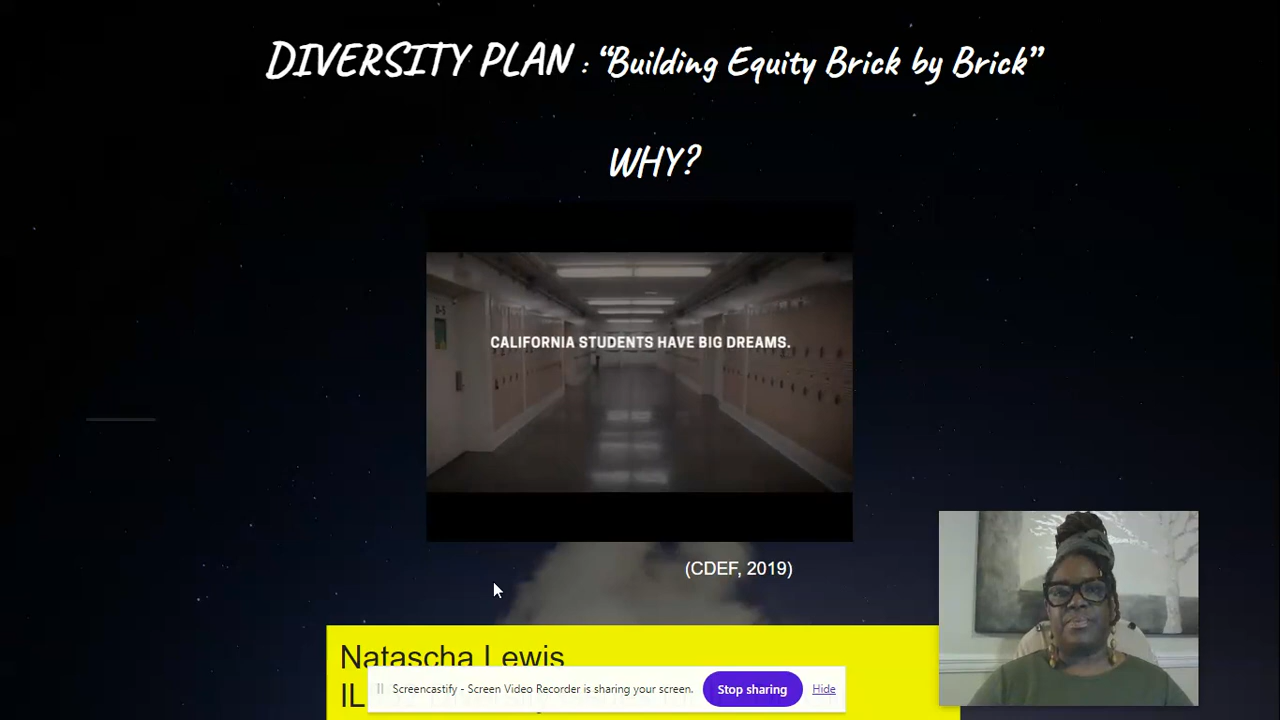 DIVERSITY PLAN : “Building Equity Brick by Brick”
WHY?
CALIFORNIA STUDENTS HAVE BIG DREAMS.
(CDEF, 2019)
Natascha Lewis
IL
Screencastify - Screen Video Recorder is sharing your screen.
Stop sharing
Hide